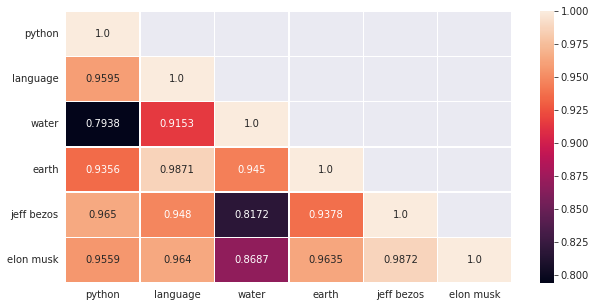 python 1.0
language 0.9595 1.0
water 0.7938 0.9153 1.0
earth 0.9356 0.9871 0.945 1.0
jeff bezos 0.965 0.948 0.8172 0.9378 1.0
elon musk 0.9559 0.964 0.8687 0.9635 0.9872 1.0
python language water earth jeff bezos elon musk
1.000
0.975
0.950
0.925
0.900
0.875
0.850
0.825
0.800